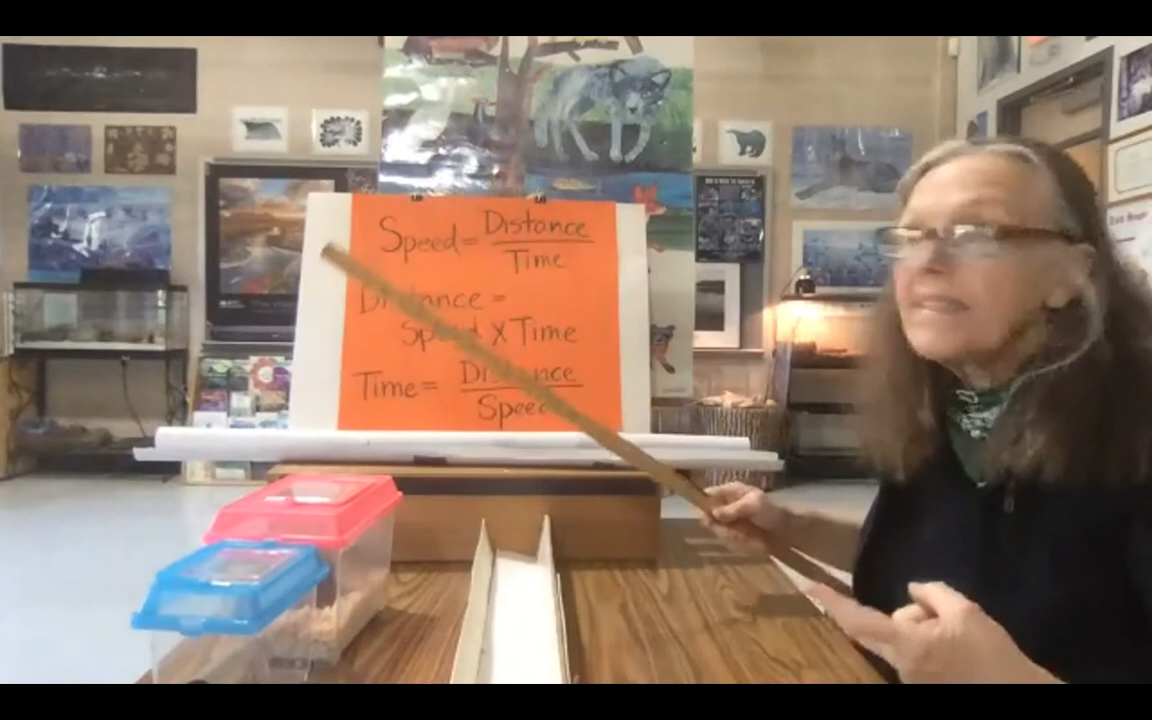 Speed= Distance
Time
Distance =
Speed X Time
Time= Distance
Speed